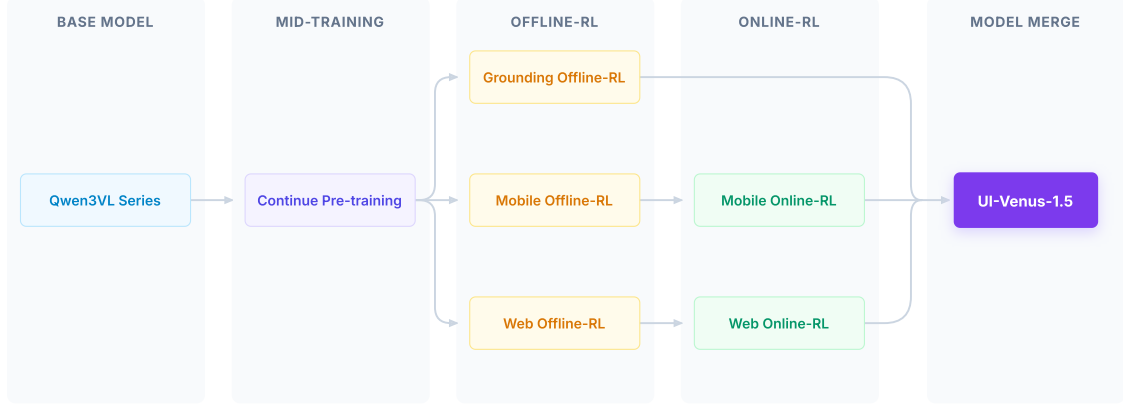 BASE MODEL
MID-TRAINING
OFFLINE-RL
ONLINE-RL
MODEL MERGE
Grounding Offline-RL
Qwen3VL Series
Continue Pre-training
Mobile Offline-RL
Mobile Online-RL
UI-Venus-1.5
Web Offline-RL
Web Online-RL